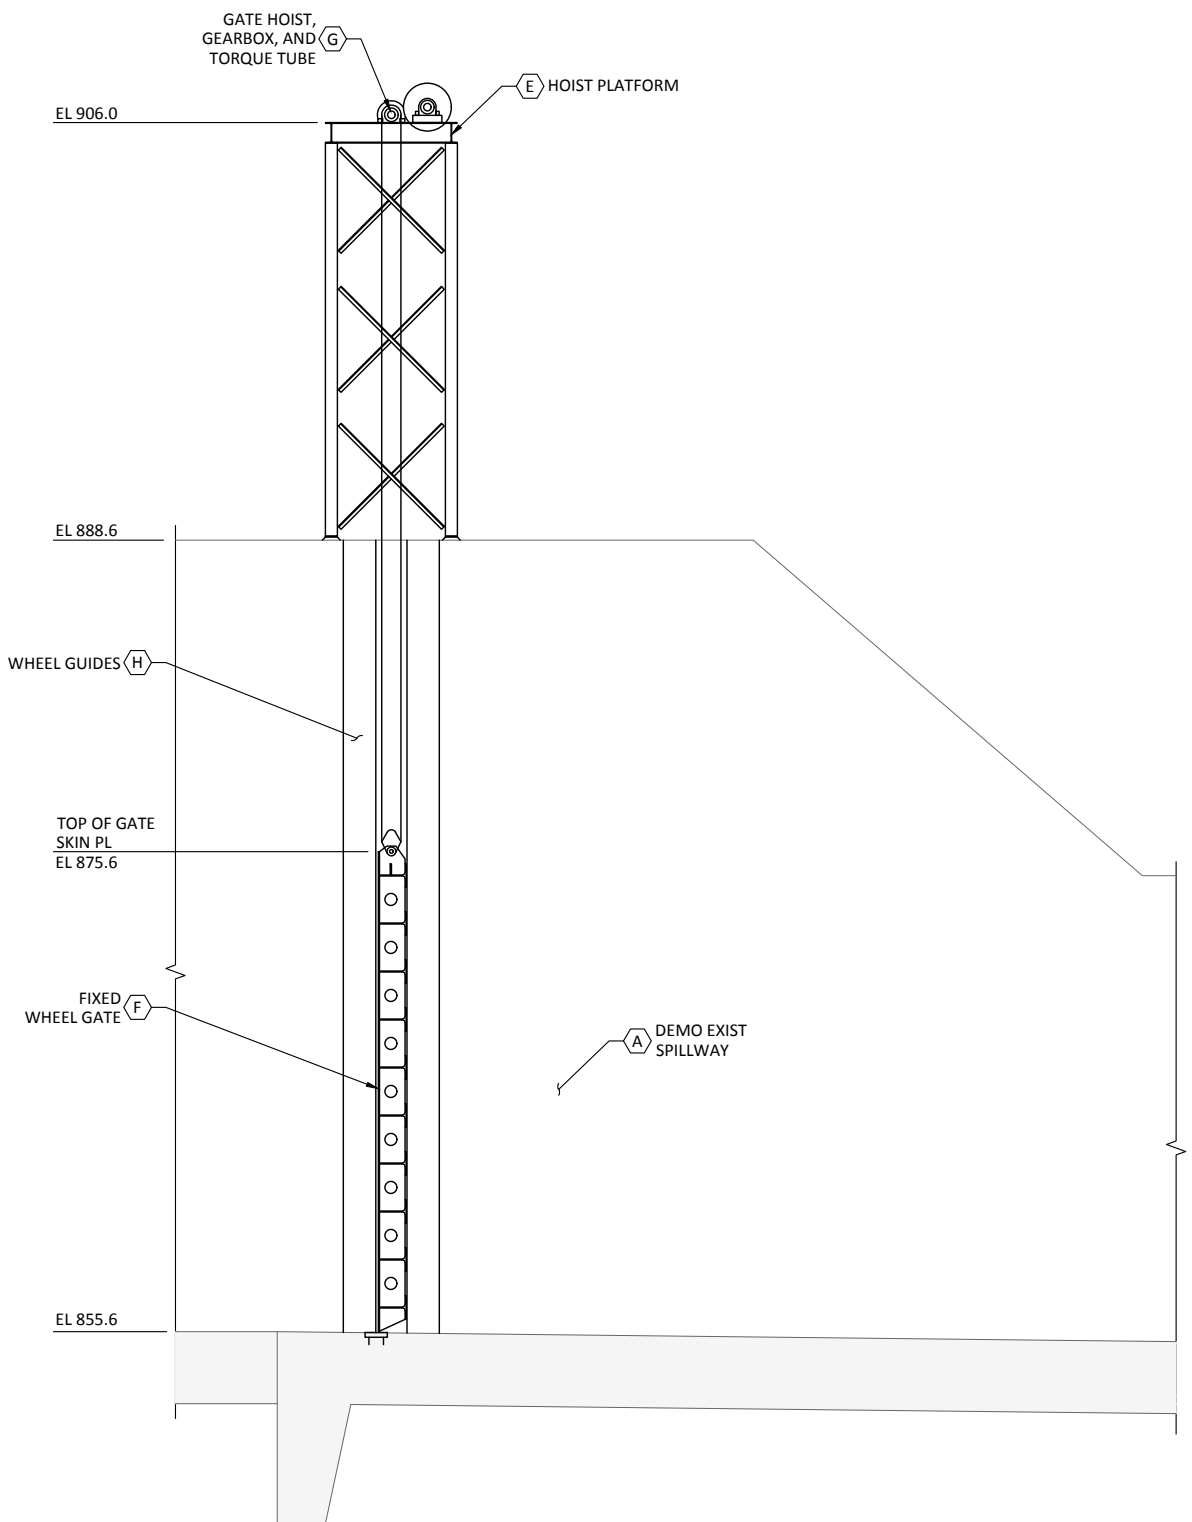 GATE HOIST,
GEARBOX, AND G
TORQUE TUBE
E HOIST PLATFORM
EL 906.0
EL 888.6
WHEEL GUIDES H
TOP OF GATE
SKIN PL
EL 875.6
FIXED
WHEEL GATE F
A DEMO EXIST
SPILLWAY
EL 855.6